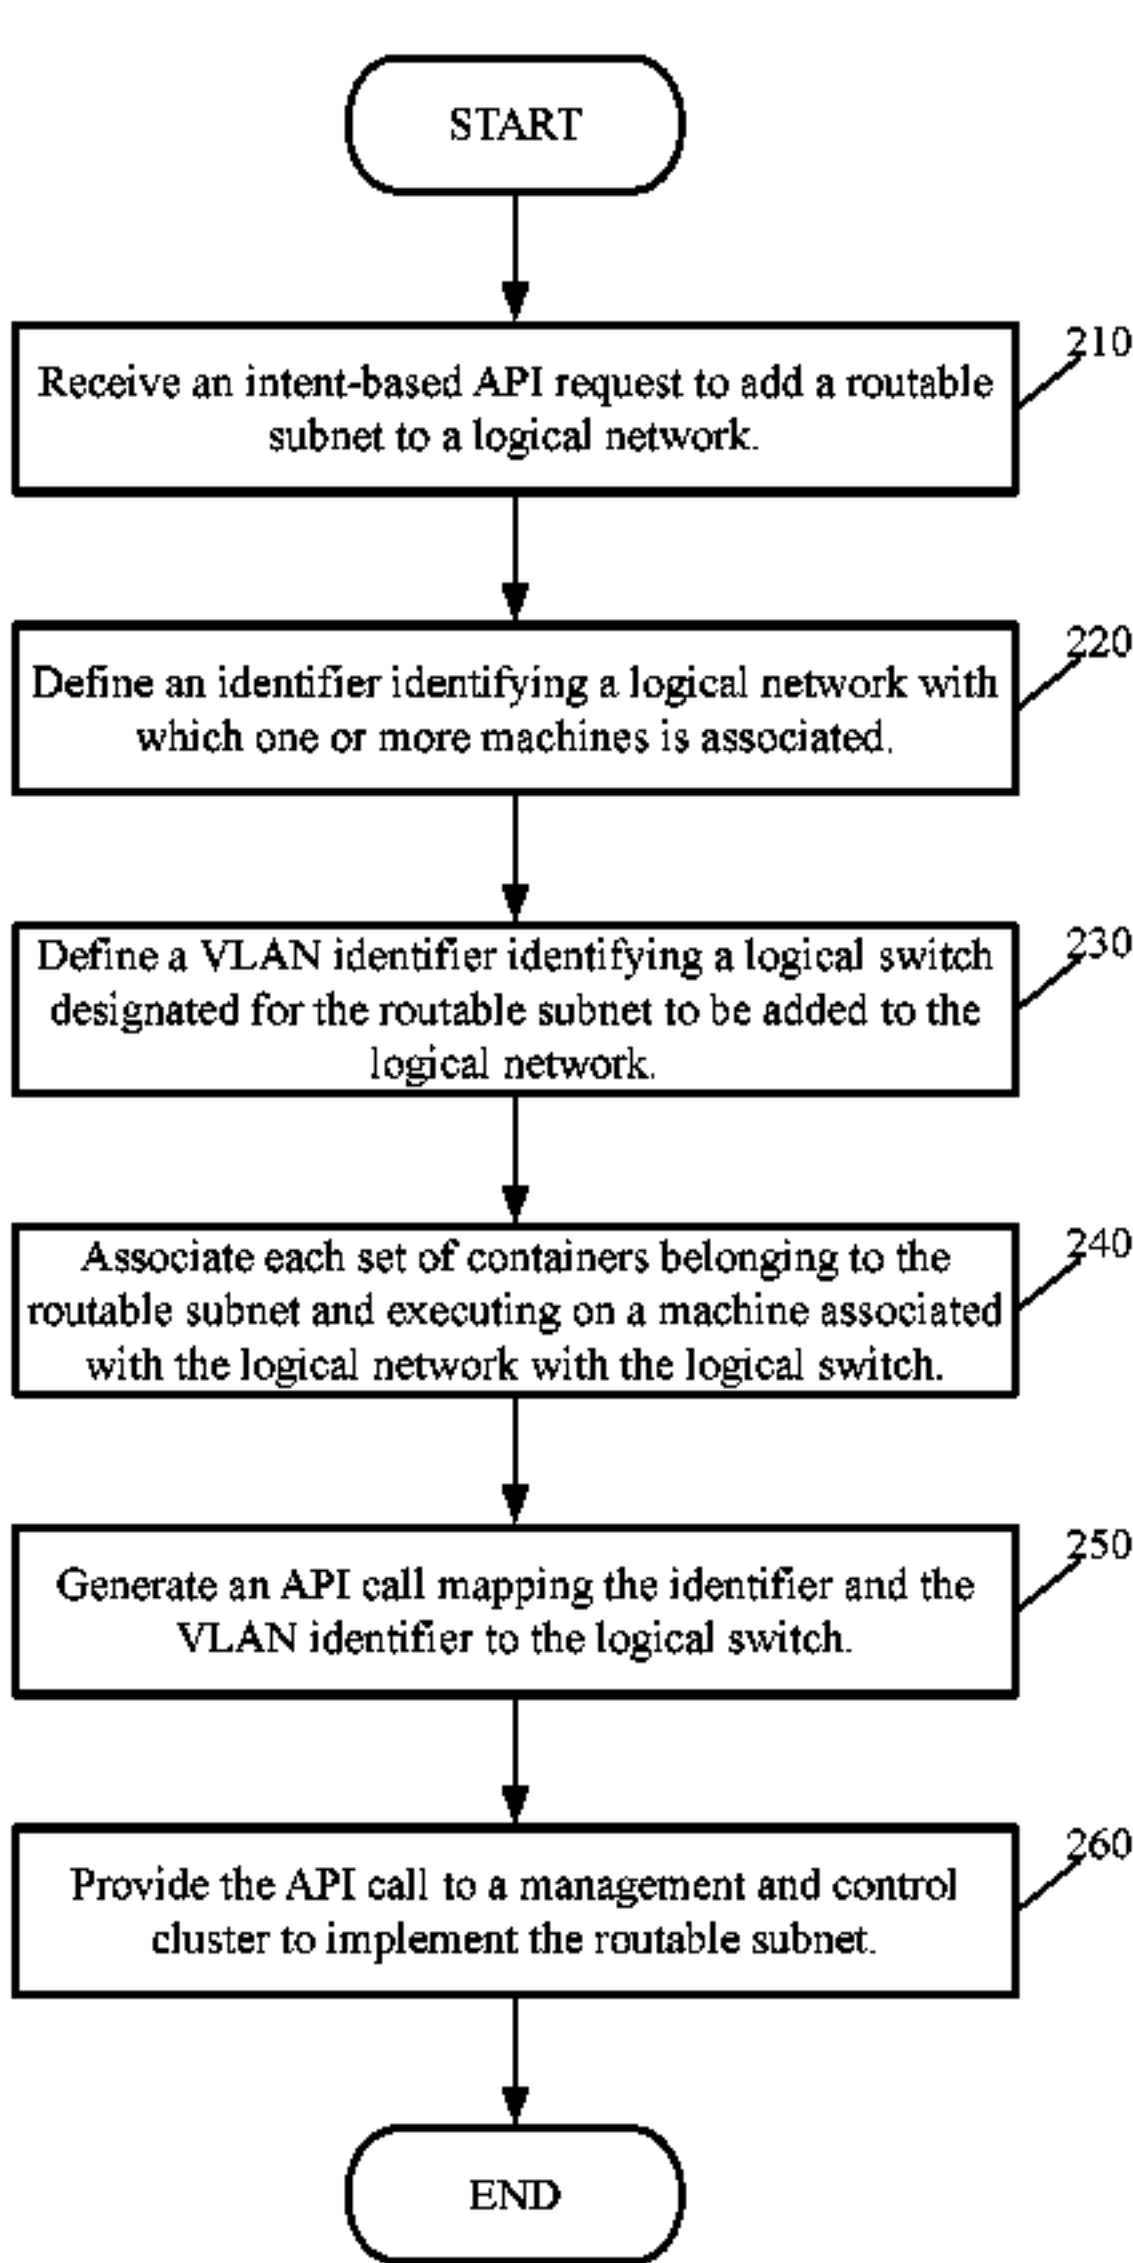 START
210
Receive an intent-based API request to add a routable
subnet to a logical network.
220
Define an identifier identifying a logical network with
which one or more machines is associated.
230
Define a VLAN identifier identifying a logical switch
designated for the routable subnet to be added to the
logical network.
240
Associate each set of containers belonging to the
routable subnet and executing on a machine associated
with the logical network with the logical switch.
250
Generate an API call mapping the identifier and the
VLAN identifier to the logical switch.
260
Provide the API call to a management and control
cluster to implement the routable subnet.
END